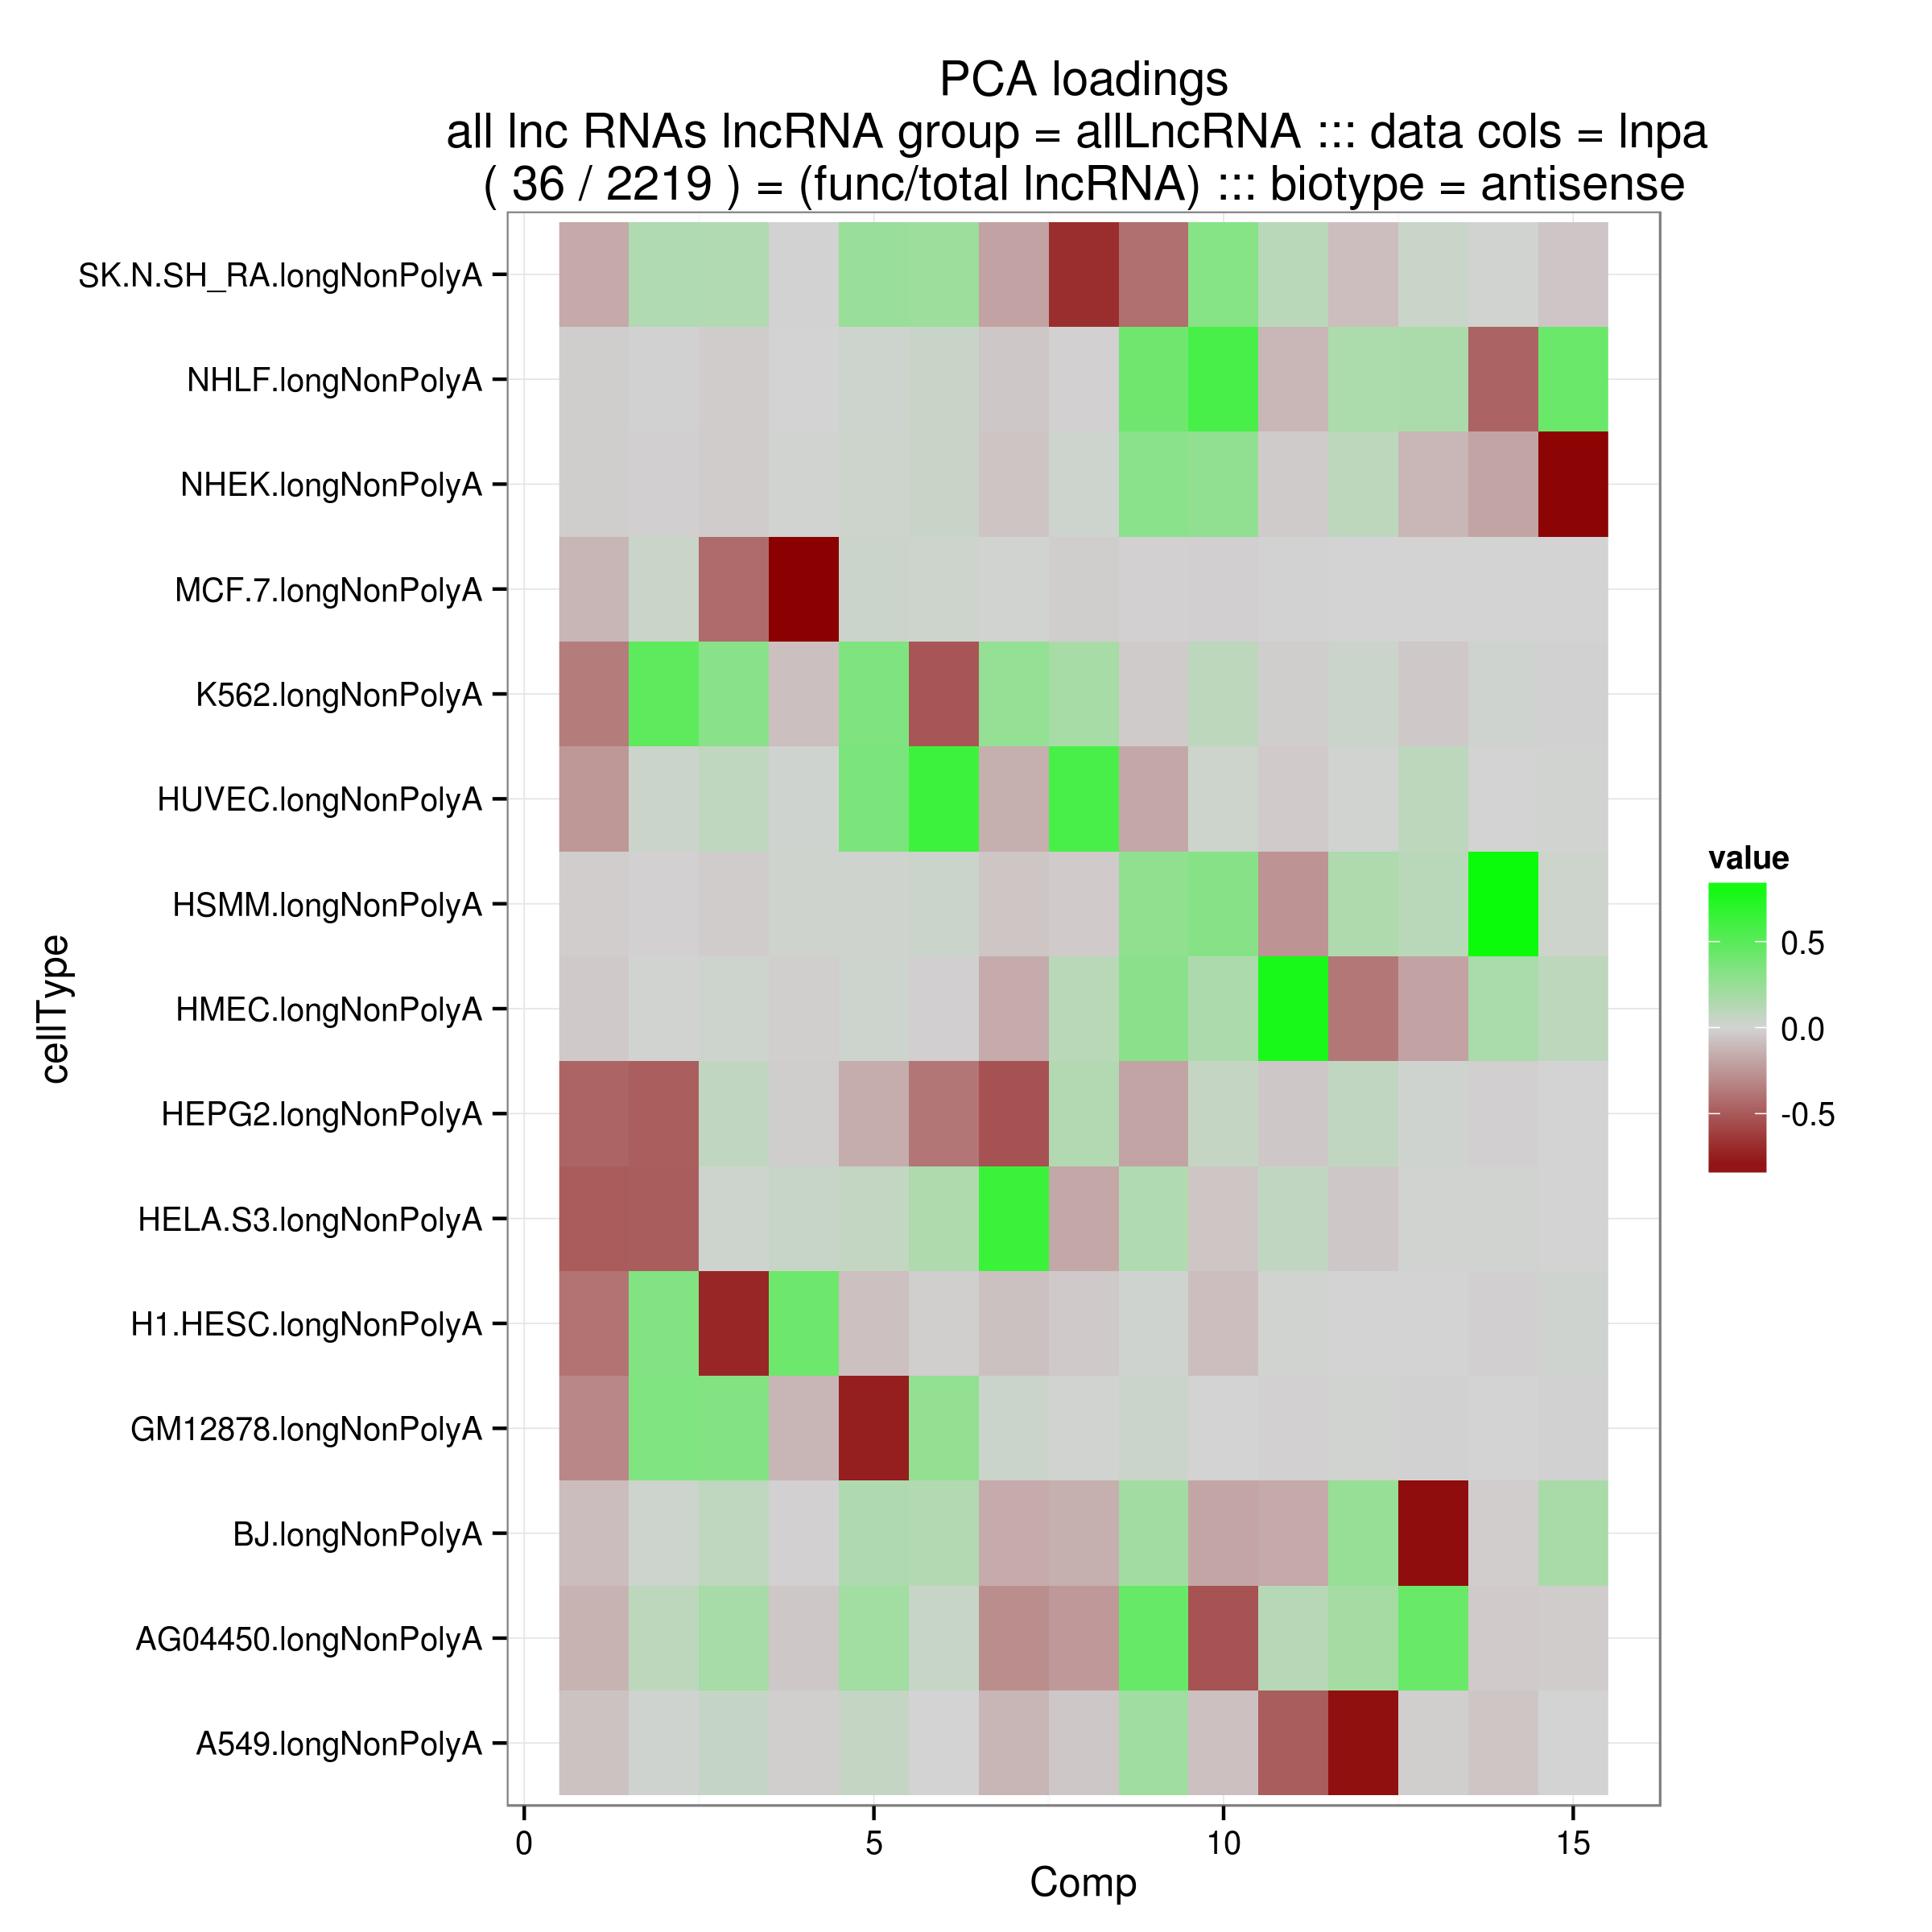 PCA loadings
all lnc RNAs lncRNA group = allLncRNA ::: data cols = lnpa
( 36 / 2219 ) = (func/total lncRNA) ::: biotype = antisense
cellType
SK.N.SH_RA.longNonPolyA
NHLF.longNonPolyA
NHEK.longNonPolyA
MCF.7.longNonPolyA
K562.longNonPolyA
HUVEC.longNonPolyA
HSMM.longNonPolyA
HMEC.longNonPolyA
HEPG2.longNonPolyA
HELA.S3.longNonPolyA
H1.HESC.longNonPolyA
GM12878.longNonPolyA
BJ.longNonPolyA
AG04450.longNonPolyA
A549.longNonPolyA
0 5 10 15
Comp
value
0.5
0.0
-0.5